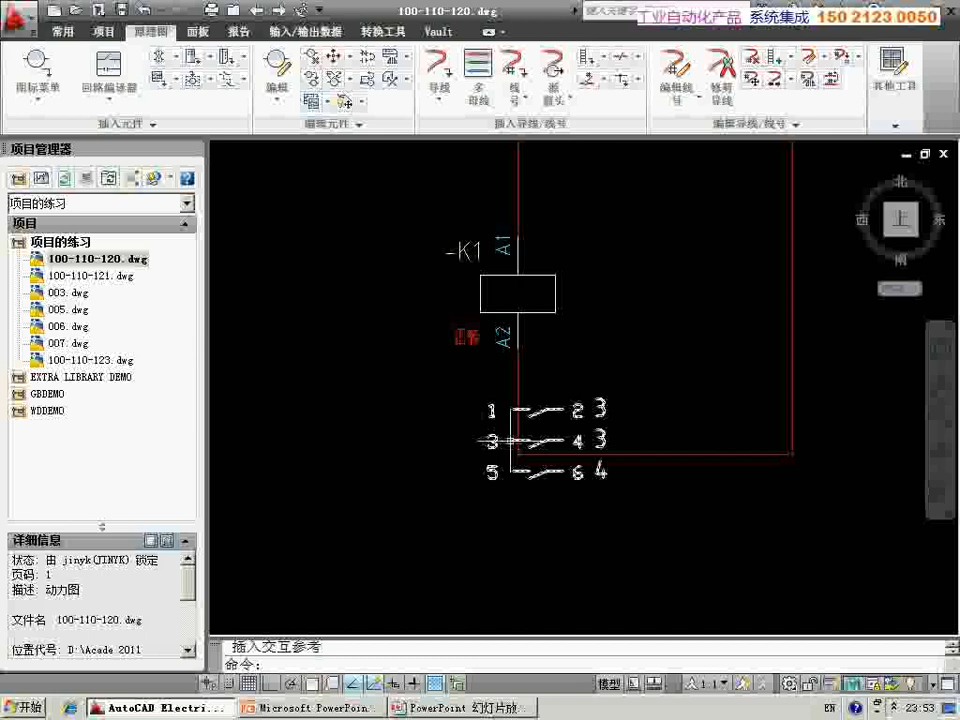 100-110-120.dwg
工业自动化产品 系统集成 150 2123 0050
常用 项目 原理图 面板 报告 输入/输出数据 转换工具 Vault
图标菜单 回路编译器 编辑 导线 多母线 线号 编辑线号 修剪导线 其他工具
插入元件 编辑元件 插入导线/线号 编辑导线/线号
项目管理器
项目的练习
项目
项目的练习
100-110-120.dwg
100-110-121.dwg
003.dwg
005.dwg
006.dwg
007.dwg
100-110-123.dwg
EXTRA LIBRARY DEMO
GBDEMO
WDDEMO
详细信息
状态: 由 jinyk(JINYK) 锁定
页码: 1
描述: 动力图
文件名 100-110-120.dwg
位置代号: D:\Acade 2011
北
西 上 东
南
-K1 A1
A2
1 2 3
3 4 3
5 6 4
插入交互参考
命令:
模型 1:1
开始 AutoCAD Electri... Microsoft PowerPoin... PowerPoint 幻灯片放... EN 23:53